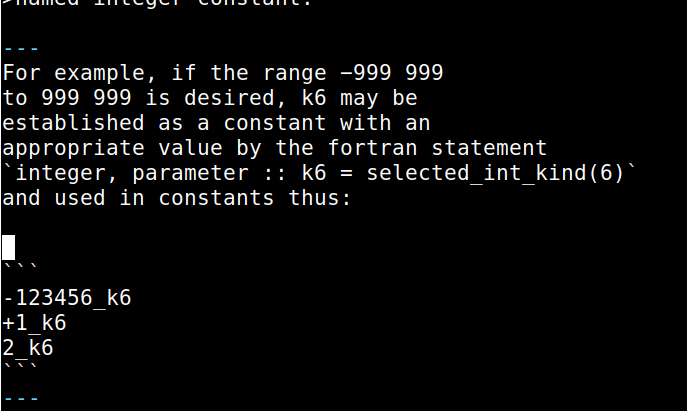 >named integer constant.
---
For example, if the range −999 999
to 999 999 is desired, k6 may be
established as a constant with an
appropriate value by the fortran statement
`integer, parameter :: k6 = selected_int_kind(6)`
and used in constants thus:
```
-123456_k6
+1_k6
2_k6
```
---